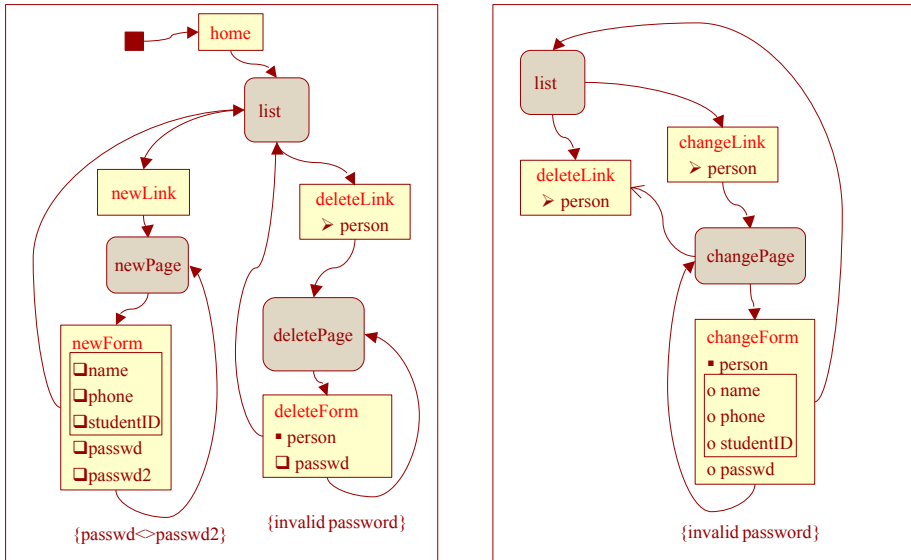 home
list
newLink
deleteLink
➢ person
newPage
deletePage
newForm
❑name
❑phone
❑studentID
❑passwd
❑passwd2
deleteForm
▪ person
❑ passwd
{passwd<>passwd2}
{invalid password}
list
changeLink
➢ person
deleteLink
➢ person
changePage
changeForm
▪ person
o name
o phone
o studentID
o passwd
{invalid password}